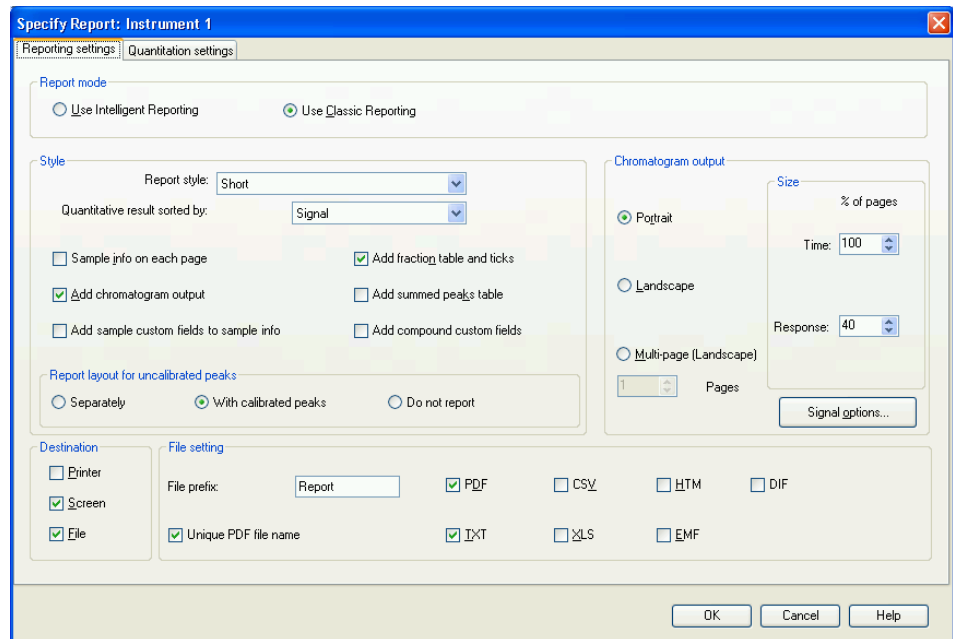 Specify Report: Instrument 1
Reporting settings
Quantitation settings
Report mode
Use Intelligent Reporting
Use Classic Reporting
Style
Report style:
Short
Quantitative result sorted by:
Signal
Sample info on each page
Add fraction table and ticks
Add chromatogram output
Add summed peaks table
Add sample custom fields to sample info
Add compound custom fields
Report layout for uncalibrated peaks
Separately
With calibrated peaks
Do not report
Chromatogram output
Portrait
Landscape
Multi-page (Landscape)
1
Pages
Size
% of pages
Time:
100
Response:
40
Signal options...
Destination
Printer
Screen
File
File setting
File prefix:
Report
PDF
CSV
HTM
DIF
Unique PDF file name
TXT
XLS
EMF
OK
Cancel
Help